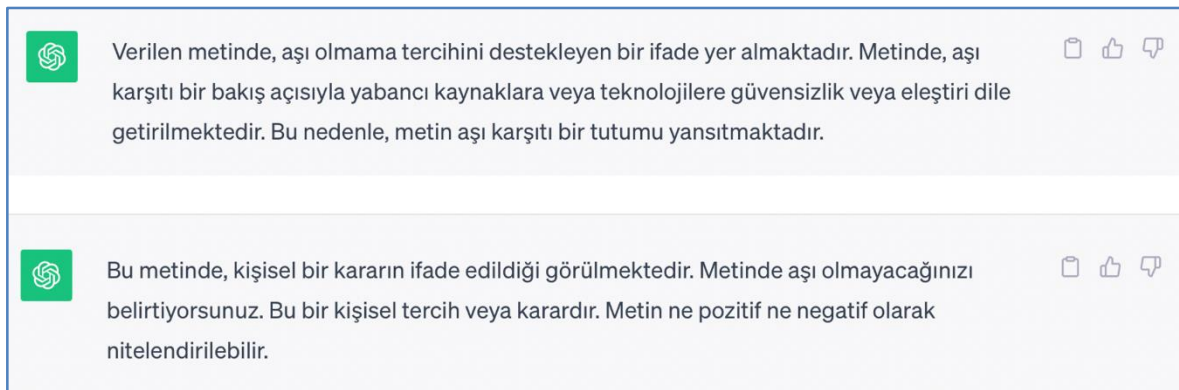 Verilen metinde, aşı olmama tercihini destekleyen bir ifade yer almaktadır. Metinde, aşı
karşıtı bir bakış açısıyla yabancı kaynaklara veya teknolojilere güvensizlik veya eleştiri dile
getirilmektedir. Bu nedenle, metin aşı karşıtı bir tutumu yansıtmaktadır.
Bu metinde, kişisel bir kararın ifade edildiği görülmektedir. Metinde aşı olmayacağınızı
belirtiyorsunuz. Bu bir kişisel tercih veya karardır. Metin ne pozitif ne negatif olarak
nitelendirilebilir.